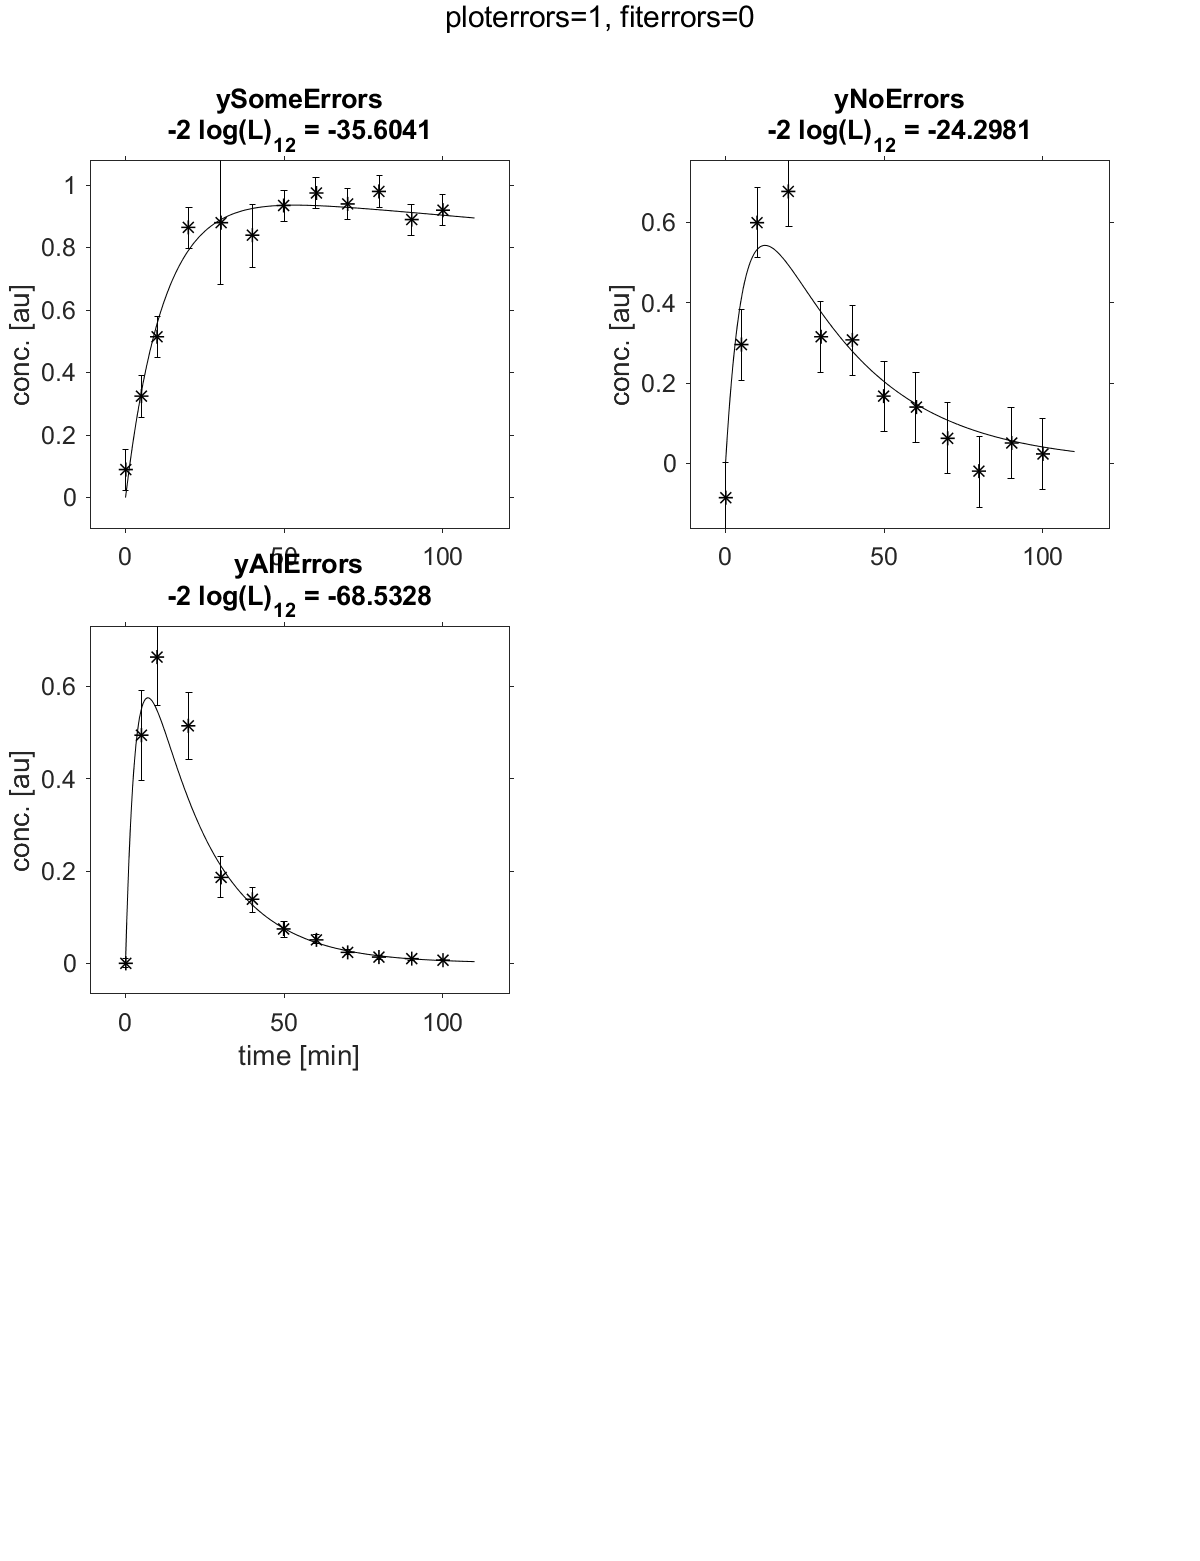 ploterrors=1, fiterrors=0
ySomeErrors
-2 log(L)12 = -35.6041
1
0.8
0.6
0.4
0.2
0
conc. [au]
0 50 100
yNoErrors
-2 log(L)12 = -24.2981
0.6
0.4
0.2
0
conc. [au]
0 50 100
yAllErrors
-2 log(L)12 = -68.5328
0.6
0.4
0.2
0
conc. [au]
0 50 100
time [min]